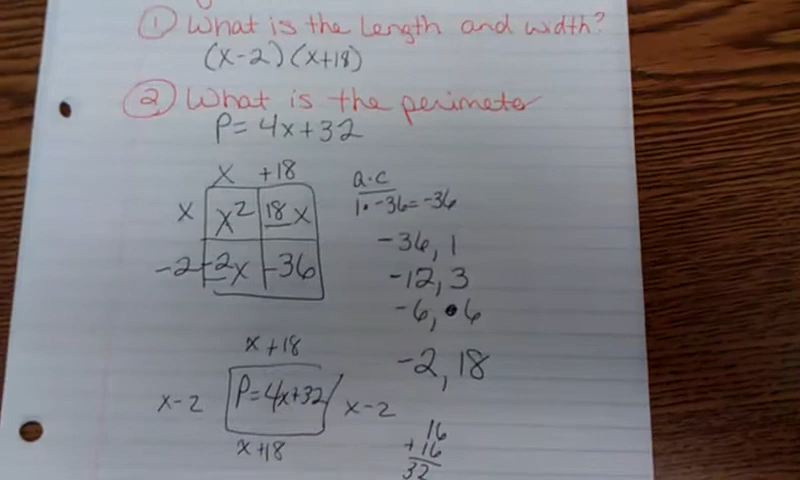 ① What is the length and width?
(x-2)(x+18)
② What is the perimeter
P=4x+32
x +18
x x² 18x
-2 -2x -36
a·c
1·-36=-36
-36, 1
-12, 3
-6, 6
-2, 18
x+18
x-2 P=4x+32 x-2
x+18
16
+16
32